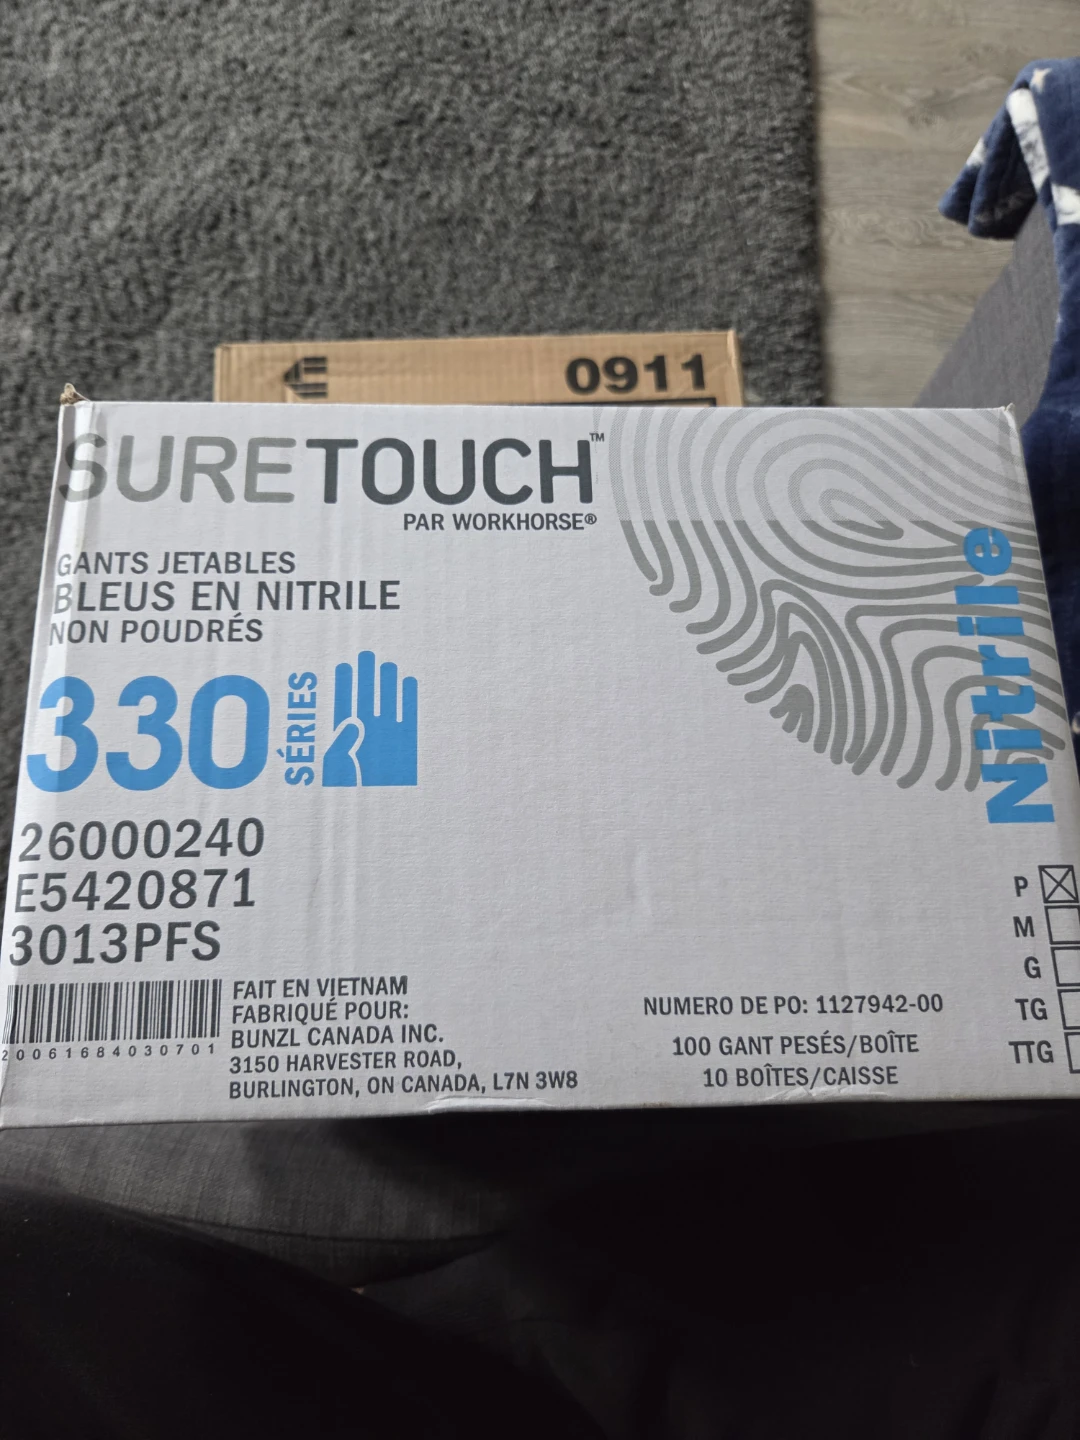 0911
SURETOUCH™
PAR WORKHORSE®
GANTS JETABLES
BLEUS EN NITRILE
NON POUDRÉS
330 SÉRIES
Nitrile
26000240
E5420871
3013PFS
P
M
G
TG
TTG
20061684030701
FAIT EN VIETNAM
FABRIQUÉ POUR:
BUNZL CANADA INC.
3150 HARVESTER ROAD,
BURLINGTON, ON CANADA, L7N 3W8
NUMERO DE PO: 1127942-00
100 GANT PESÉS/BOÎTE
10 BOÎTES/CAISSE